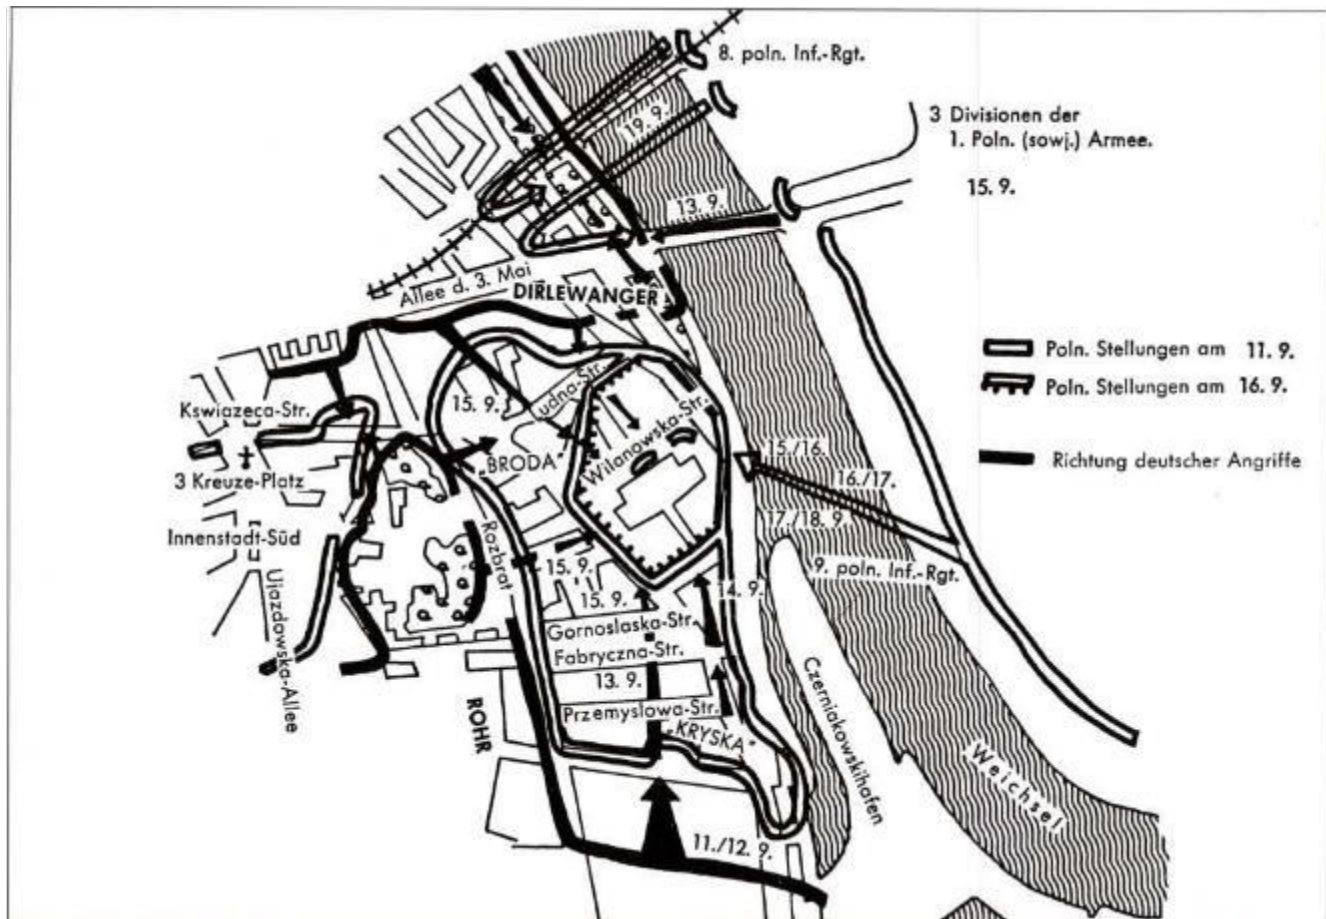 8. poln. Inf.-Rgt.
19. 9.
3 Divisionen der
1. Poln. (sowj.) Armee.
15. 9.
13. 9.
Allee d. 3. Mai
DIRLEWANGER
Poln. Stellungen am 11. 9.
Poln. Stellungen am 16. 9.
Richtung deutscher Angriffe
Kswiazeca-Str.
3 Kreuze-Platz
Innenstadt-Süd
Ujazdowska-Allee
15. 9.
udna-Str.
Wilanowska-Str.
„BRODA"
15./16.
16./17.
17./18. 9.
9. poln. Inf.-Rgt.
Rozbrat
15. 9.
15. 9.
14. 9.
Gornoslaska-Str.
Fabryczna-Str.
13. 9.
Przemyslowa-Str.
„KRYSKA"
ROHR
Czerniakowskihafen
Weichsel
11./12. 9.